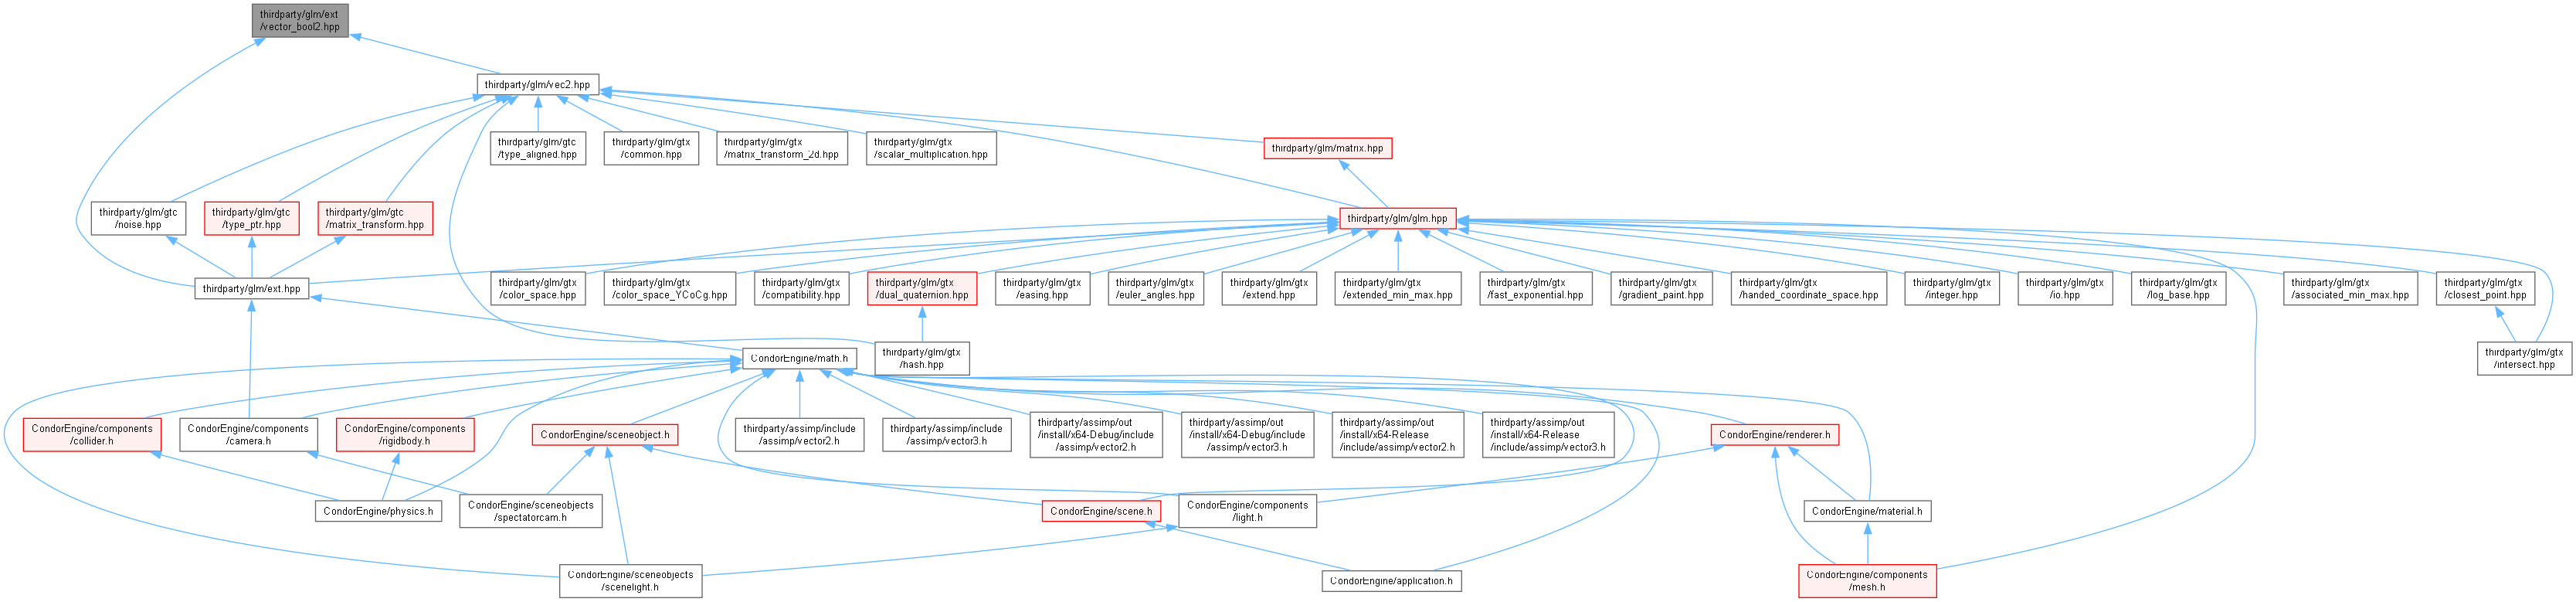 thirdparty/glm/ext
/vector_bool2.hpp
thirdparty/glm/vec2.hpp
thirdparty/glm/gtc
/type_aligned.hpp
thirdparty/glm/gtx
/common.hpp
thirdparty/glm/gtx
/matrix_transform_2d.hpp
thirdparty/glm/gtx
/scalar_multiplication.hpp
thirdparty/glm/matrix.hpp
thirdparty/glm/gtc
/noise.hpp
thirdparty/glm/gtc
/type_ptr.hpp
thirdparty/glm/gtc
/matrix_transform.hpp
thirdparty/glm/glm.hpp
thirdparty/glm/ext.hpp
thirdparty/glm/gtx
/color_space.hpp
thirdparty/glm/gtx
/color_space_YCoCg.hpp
thirdparty/glm/gtx
/compatibility.hpp
thirdparty/glm/gtx
/dual_quaternion.hpp
thirdparty/glm/gtx
/easing.hpp
thirdparty/glm/gtx
/euler_angles.hpp
thirdparty/glm/gtx
/extend.hpp
thirdparty/glm/gtx
/extended_min_max.hpp
thirdparty/glm/gtx
/fast_exponential.hpp
thirdparty/glm/gtx
/gradient_paint.hpp
thirdparty/glm/gtx
/handed_coordinate_space.hpp
thirdparty/glm/gtx
/integer.hpp
thirdparty/glm/gtx
/io.hpp
thirdparty/glm/gtx
/log_base.hpp
thirdparty/glm/gtx
/associated_min_max.hpp
thirdparty/glm/gtx
/closest_point.hpp
CondorEngine/math.h
thirdparty/glm/gtx
/hash.hpp
thirdparty/glm/gtx
/intersect.hpp
CondorEngine/components
/collider.h
CondorEngine/components
/camera.h
CondorEngine/components
/rigidbody.h
CondorEngine/sceneobject.h
thirdparty/assimp/include
/assimp/vector2.h
thirdparty/assimp/include
/assimp/vector3.h
thirdparty/assimp/out
/install/x64-Debug/include
/assimp/vector2.h
thirdparty/assimp/out
/install/x64-Debug/include
/assimp/vector3.h
thirdparty/assimp/out
/install/x64-Release
/include/assimp/vector2.h
thirdparty/assimp/out
/install/x64-Release
/include/assimp/vector3.h
CondorEngine/renderer.h
CondorEngine/physics.h
CondorEngine/sceneobjects
/spectatorcam.h
CondorEngine/scene.h
CondorEngine/components
/light.h
CondorEngine/material.h
CondorEngine/sceneobjects
/scenelight.h
CondorEngine/application.h
CondorEngine/components
/mesh.h